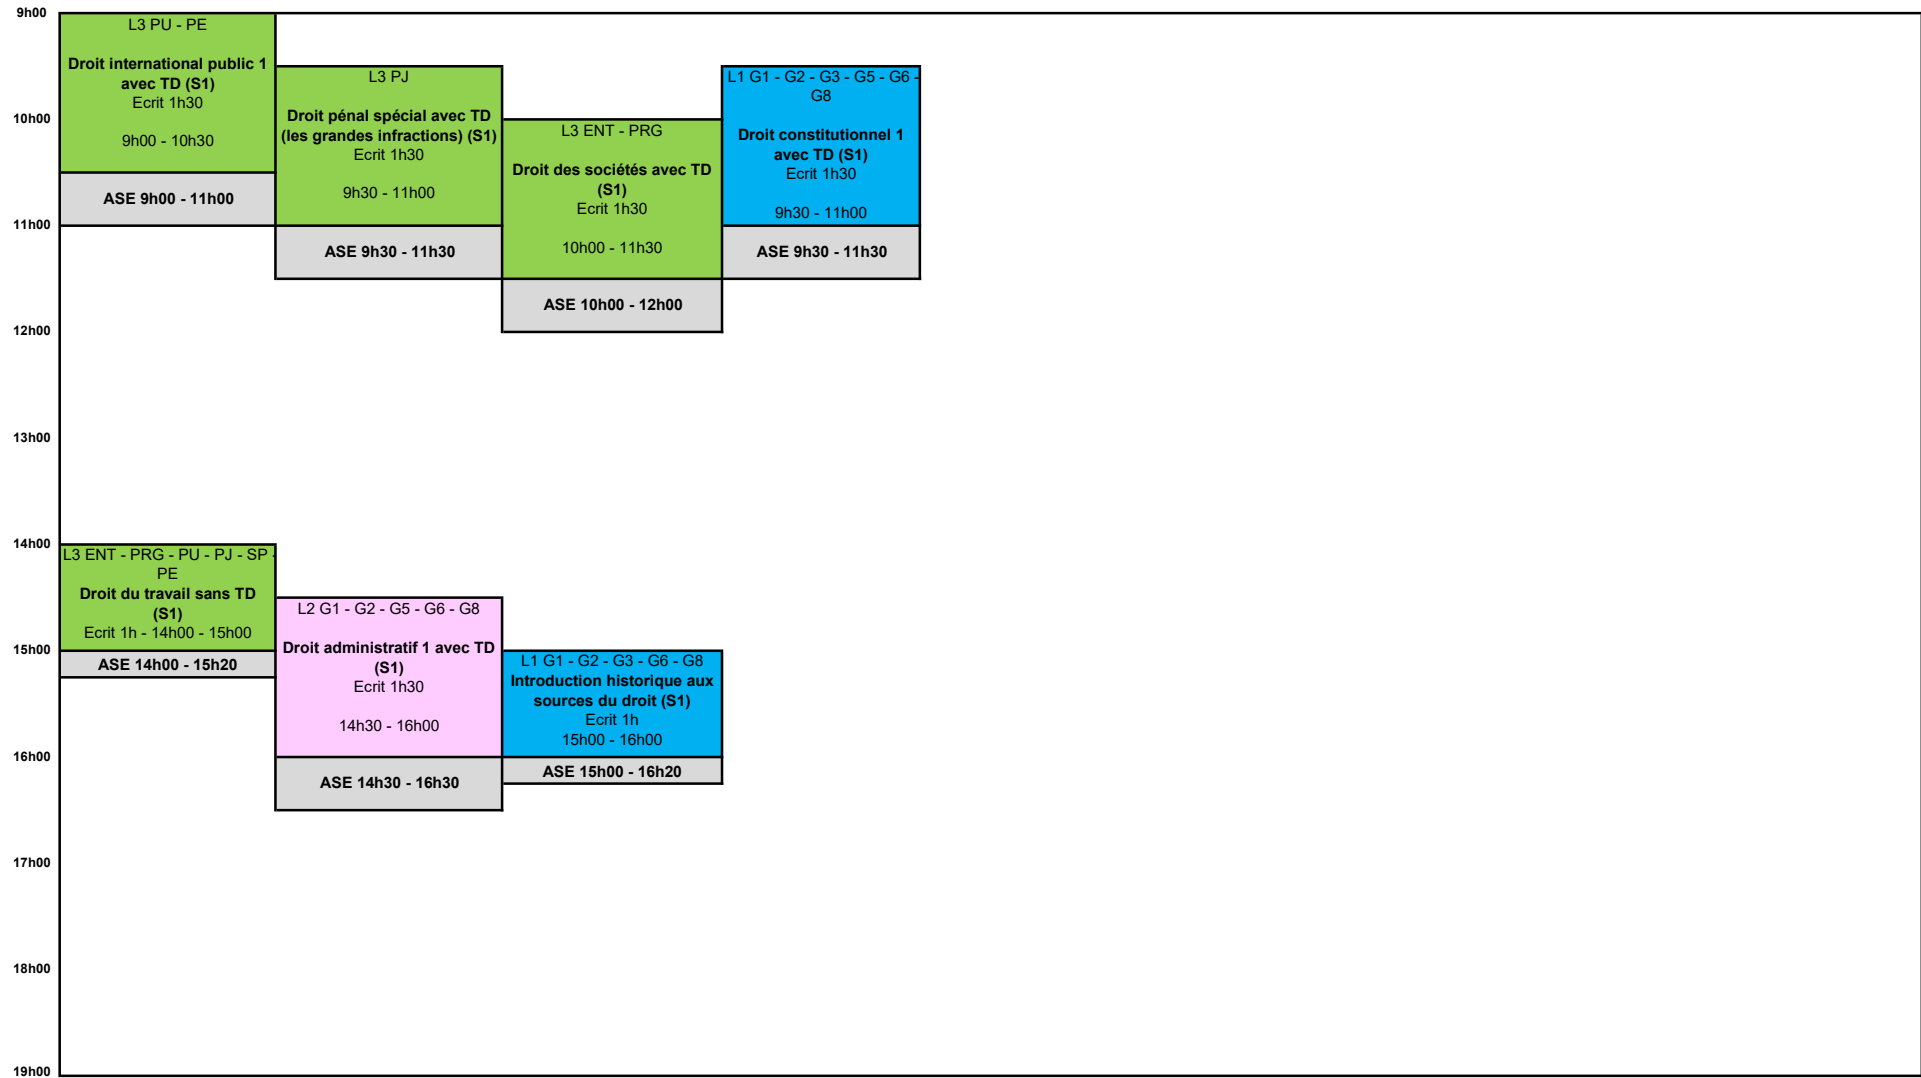 9h00
10h00
11h00
12h00
13h00
14h00
15h00
16h00
17h00
18h00
19h00
L3 PU - PE
Droit international public 1
avec TD (S1)
Ecrit 1h30
9h00 - 10h30
ASE 9h00 - 11h00
L3 PJ
Droit pénal spécial avec TD
(les grandes infractions) (S1)
Ecrit 1h30
9h30 - 11h00
ASE 9h30 - 11h30
L3 ENT - PRG
Droit des sociétés avec TD
(S1)
Ecrit 1h30
10h00 - 11h30
ASE 10h00 - 12h00
L1 G1 - G2 - G3 - G5 - G6 -
G8
Droit constitutionnel 1
avec TD (S1)
Ecrit 1h30
9h30 - 11h00
ASE 9h30 - 11h30
L3 ENT - PRG - PU - PJ - SP -
PE
Droit du travail sans TD
(S1)
Ecrit 1h - 14h00 - 15h00
ASE 14h00 - 15h20
L2 G1 - G2 - G5 - G6 - G8
Droit administratif 1 avec TD
(S1)
Ecrit 1h30
14h30 - 16h00
ASE 14h30 - 16h30
L1 G1 - G2 - G3 - G6 - G8
Introduction historique aux
sources du droit (S1)
Ecrit 1h
15h00 - 16h00
ASE 15h00 - 16h20